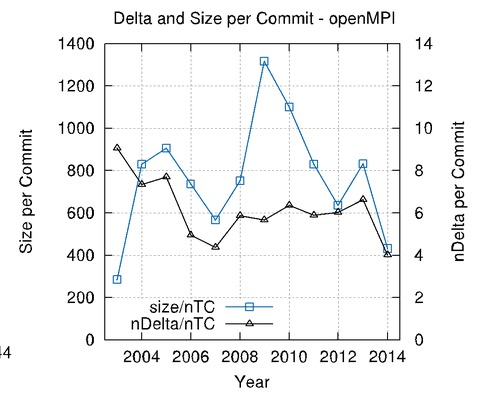 Delta and Size per Commit - openMPI
1400
1200
1000
800
600
400
200
0
Size per Commit
14
12
10
8
6
4
2
0
nDelta per Commit
size/nTC
nDelta/nTC
2004 2006 2008 2010 2012 2014
Year
44